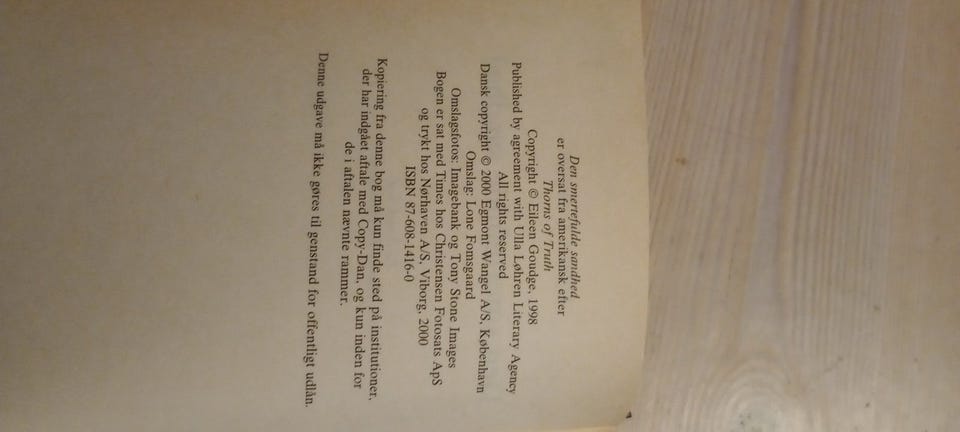 Den smertefulde sandhed
er oversat fra amerikansk efter
Thorns of Truth
Copyright © Eileen Goudge, 1998
Published by agreement with Ulla Løhren Literary Agency
All rights reserved
Dansk copyright © 2000 Egmont Wangel A/S, København
Omslag: Lone Fomsgaard
Omslagsfotos: Imagebank og Tony Stone Images
Bogen er sat med Times hos Christensen Fotosats ApS
og trykt hos Nørhaven A/S, Viborg, 2000
ISBN 87-608-1416-0
Kopiering fra denne bog må kun finde sted på institutioner,
der har indgået aftale med Copy-Dan, og kun inden for
de i aftalen nævnte rammer.
Denne udgave må ikke gøres til genstand for offentligt udlån.